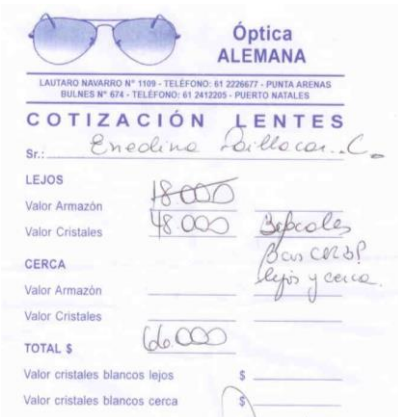 Óptica
ALEMANA
LAUTARO NAVARRO N° 1109 - TELÉFONO: 61 2226677 - PUNTA ARENAS
BULNES N° 674 - TELÉFONO: 61 2412205 - PUERTO NATALES
COTIZACIÓN LENTES
Sr.: Enedina C.
LEJOS
Valor Armazón 18.000
Valor Cristales 48.000 Bifocales
CERCA
lejos y cerca.
Valor Armazón
Valor Cristales
TOTAL $ 66.000
Valor cristales blancos lejos $
Valor cristales blancos cerca $